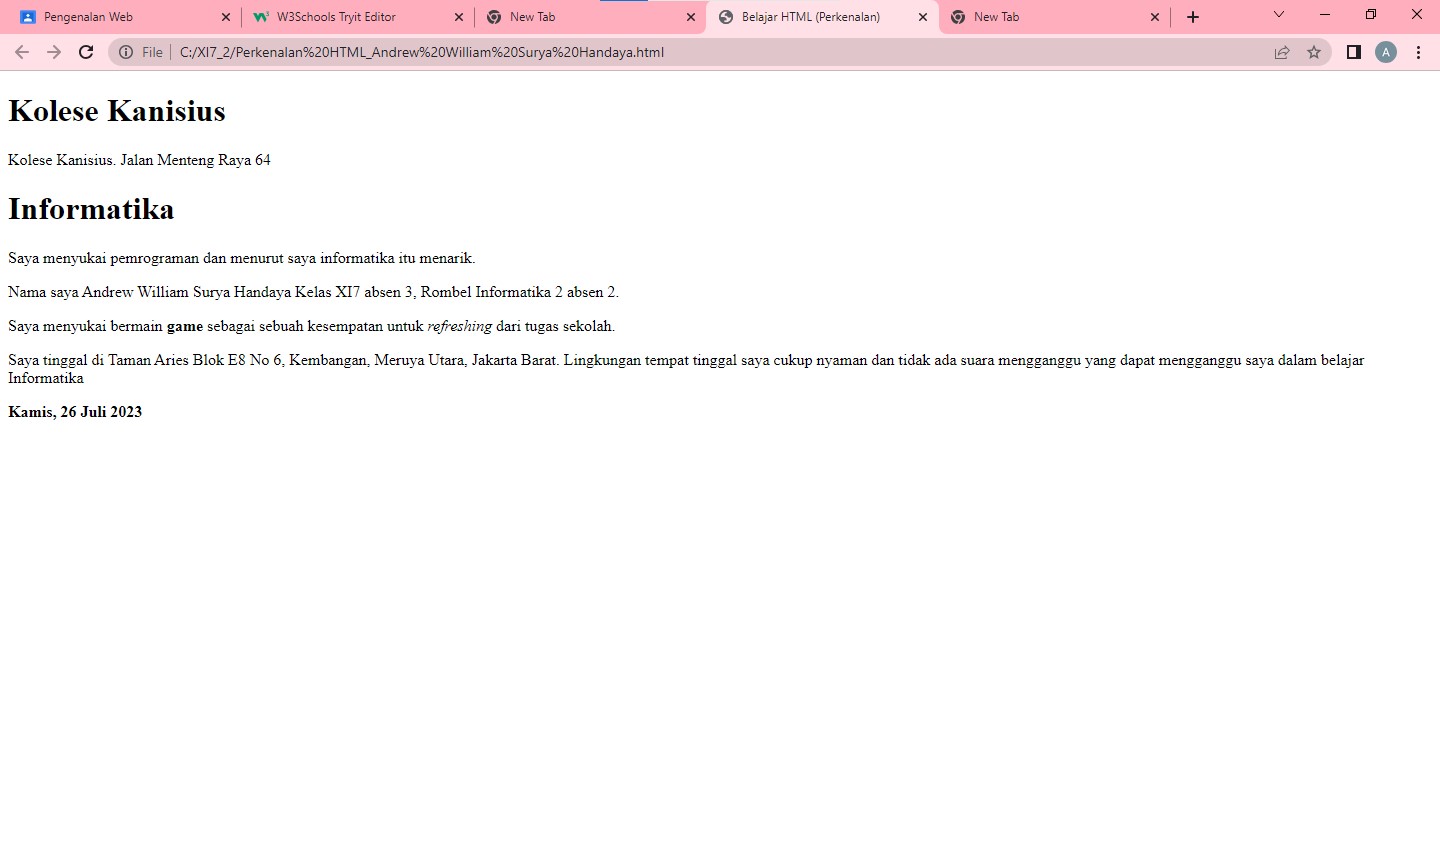 Pengenalan Web
W3Schools Tryit Editor
New Tab
Belajar HTML (Perkenalan)
New Tab
File
C:/XI7_2/Perkenalan%20HTML_Andrew%20William%20Surya%20Handaya.html
A
Kolese Kanisius
Kolese Kanisius. Jalan Menteng Raya 64
Informatika
Saya menyukai pemrograman dan menurut saya informatika itu menarik.
Nama saya Andrew William Surya Handaya Kelas XI7 absen 3, Rombel Informatika 2 absen 2.
Saya menyukai bermain game sebagai sebuah kesempatan untuk refreshing dari tugas sekolah.
Saya tinggal di Taman Aries Blok E8 No 6, Kembangan, Meruya Utara, Jakarta Barat. Lingkungan tempat tinggal saya cukup nyaman dan tidak ada suara mengganggu yang dapat mengganggu saya dalam belajar
Informatika
Kamis, 26 Juli 2023